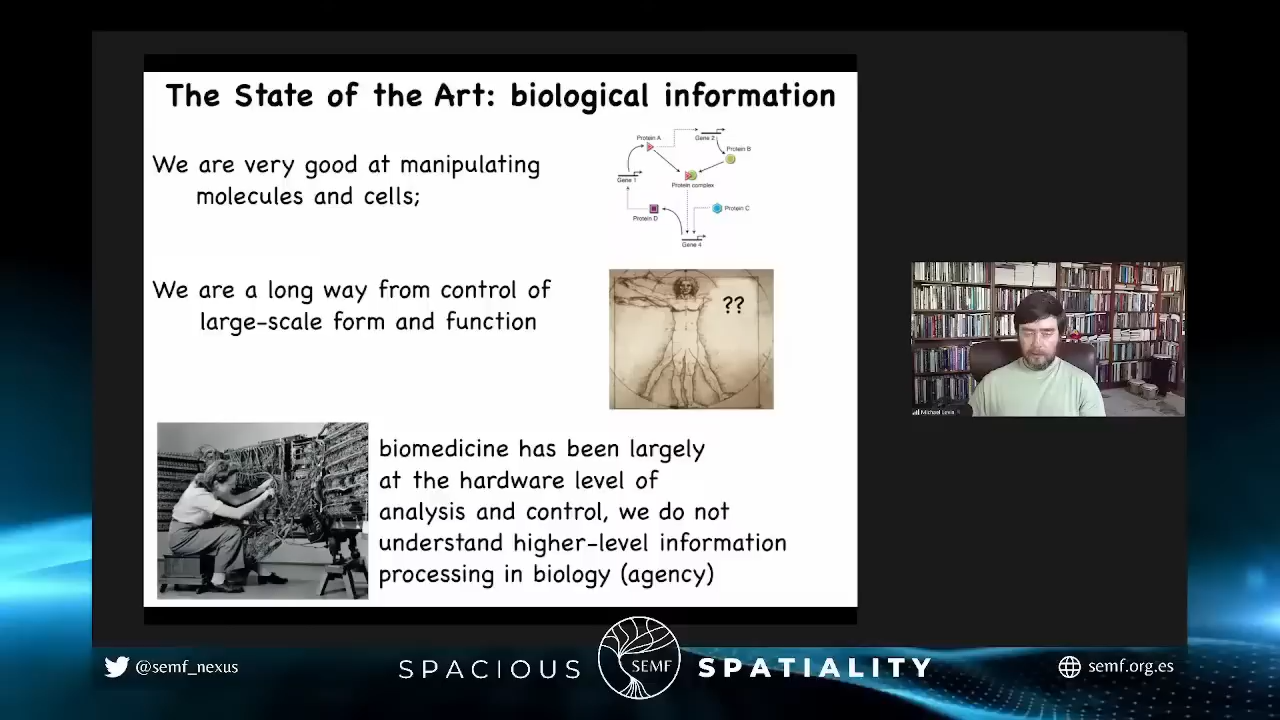 The State of the Art: biological information
We are very good at manipulating
molecules and cells;
Protein A
Gene 2
Protein B
Gene 1
Protein complex
Protein D
Protein C
Gene 4
We are a long way from control of
large-scale form and function
??
biomedicine has been largely
at the hardware level of
analysis and control, we do not
understand higher-level information
processing in biology (agency)
Michael Levin
@semf_nexus
SPACIOUS
SEMF
SPATIALITY
semf.org.es